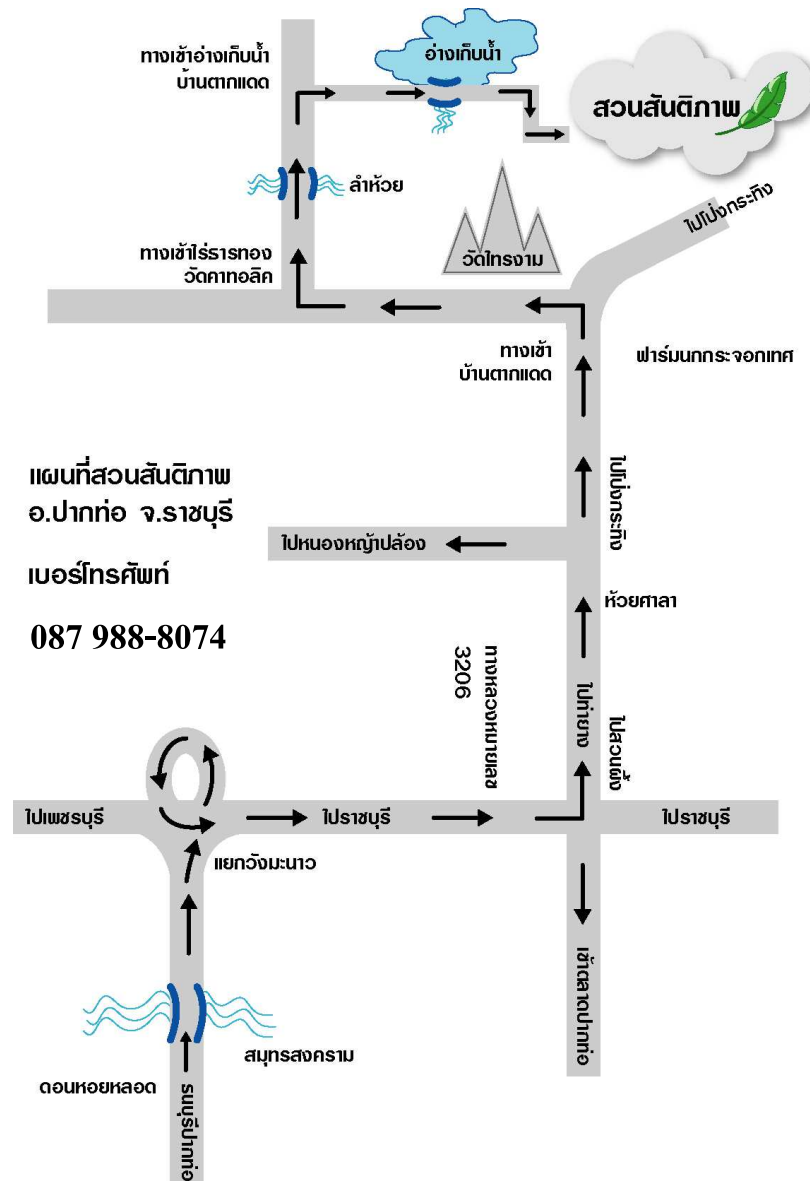 ทางเข้าอ่างเก็บน้ำ
บ้านตากแดด
อ่างเก็บน้ำ
สวนสันติภาพ
ลำห้วย
ไปโป่งกระทิง
ทางเข้าไร่ธารทอง
วัดคาทอลิค
วัดไทรงาม
ทางเข้า
บ้านตากแดด
ฟาร์มนกกระจอกเทศ
แผนที่สวนสันติภาพ
อ.ปากท่อ จ.ราชบุรี
เบอร์โทรศัพท์
087 988-8074
ไปโป่งกระทิง
ไปหนองหญ้าปล้อง
ห้วยศาลา
ทางหลวงหมายเลข
3206
ไปท่ายาง
ไปสวนผึ้ง
ไปเพชรบุรี
ไปราชบุรี
ไปราชบุรี
แยกวังมะนาว
เข้าตลาดปากท่อ
สมุทรสงคราม
ดอนหอยหลอด
ธนบุรีปากท่อ